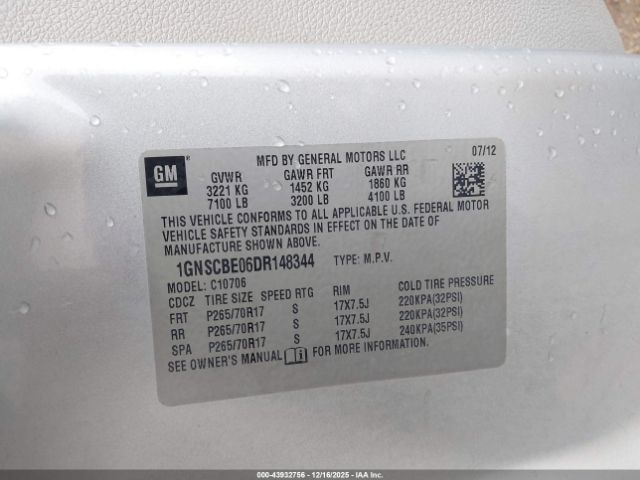 GM ®
MFD BY GENERAL MOTORS LLC 07/12
GVWR GAWR FRT GAWR RR
3221 KG 1452 KG 1860 KG
7100 LB 3200 LB 4100 LB
THIS VEHICLE CONFORMS TO ALL APPLICABLE U.S. FEDERAL MOTOR
VEHICLE SAFETY STANDARDS IN EFFECT ON THE DATE OF
MANUFACTURE SHOWN ABOVE.
1GNSCBE06DR148344 TYPE: M.P.V.
MODEL: C10706
CDCZ TIRE SIZE SPEED RTG RIM COLD TIRE PRESSURE
FRT P265/70R17 S 17X7.5J 220KPA(32PSI)
RR P265/70R17 S 17X7.5J 220KPA(32PSI)
SPA P265/70R17 S 17X7.5J 240KPA(35PSI)
SEE OWNER'S MANUAL FOR MORE INFORMATION.
000-43932756 - 12/16/2025 - COPYRIGHT IAA, LLC.